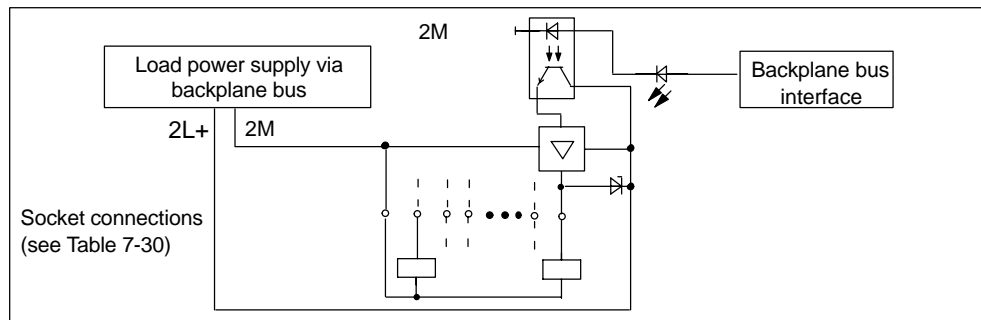 2M
Load power supply via
backplane bus
Backplane bus
interface
2L+
2M
Socket connections
(see Table 7-30)